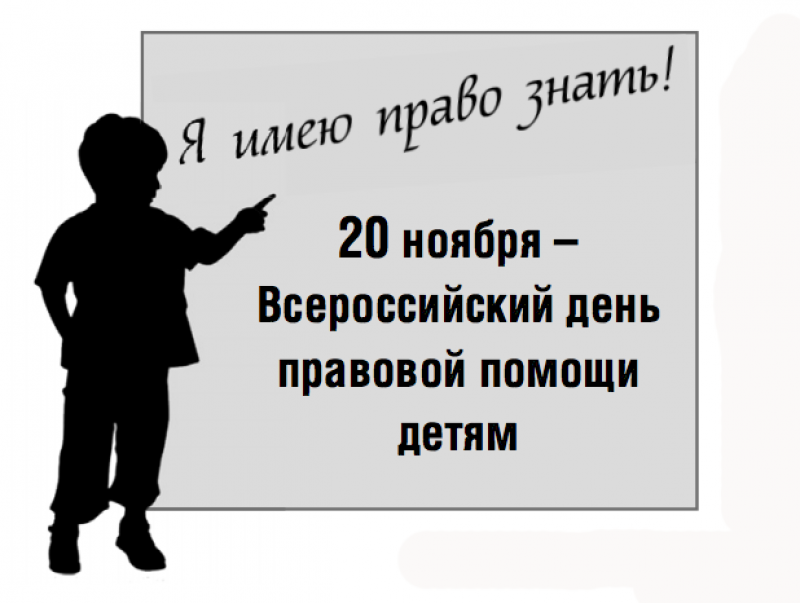 Я имею право знать!
20 ноября –
Всероссийский день
правовой помощи
детям